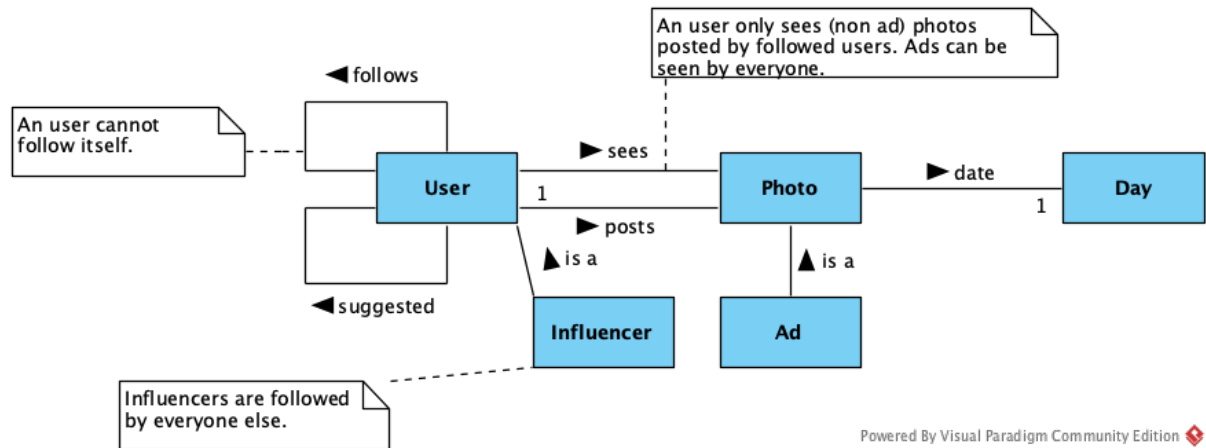 An user only sees (non ad) photos
posted by followed users. Ads can be
seen by everyone.
follows
An user cannot
follow itself.
sees
date
User
Photo
Day
1
1
posts
is a
is a
suggested
Influencer
Ad
Influencers are followed
by everyone else.
Powered By Visual Paradigm Community Edition